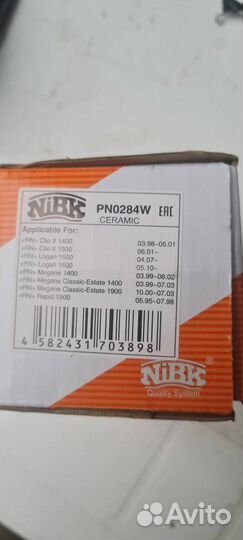 NiBK
PN0284W EAC
CERAMIC
Applicable For:
<RN> Clio II 1400 03.98–05.01
<RN> Clio II 1500 06.01–
<RN> Logan 1500 04.07–
<RN> Logan 1600 05.10–
<RN> Megane 1400 03.99–08.02
<RN> Megane Classic-Estate 1400 03.99–07.03
<RN> Megane Classic-Estate 1900 10.00–07.03
<RN> Rapid 1900 05.95–07.98
4 582431 703898
NiBK
Quality System
Avito